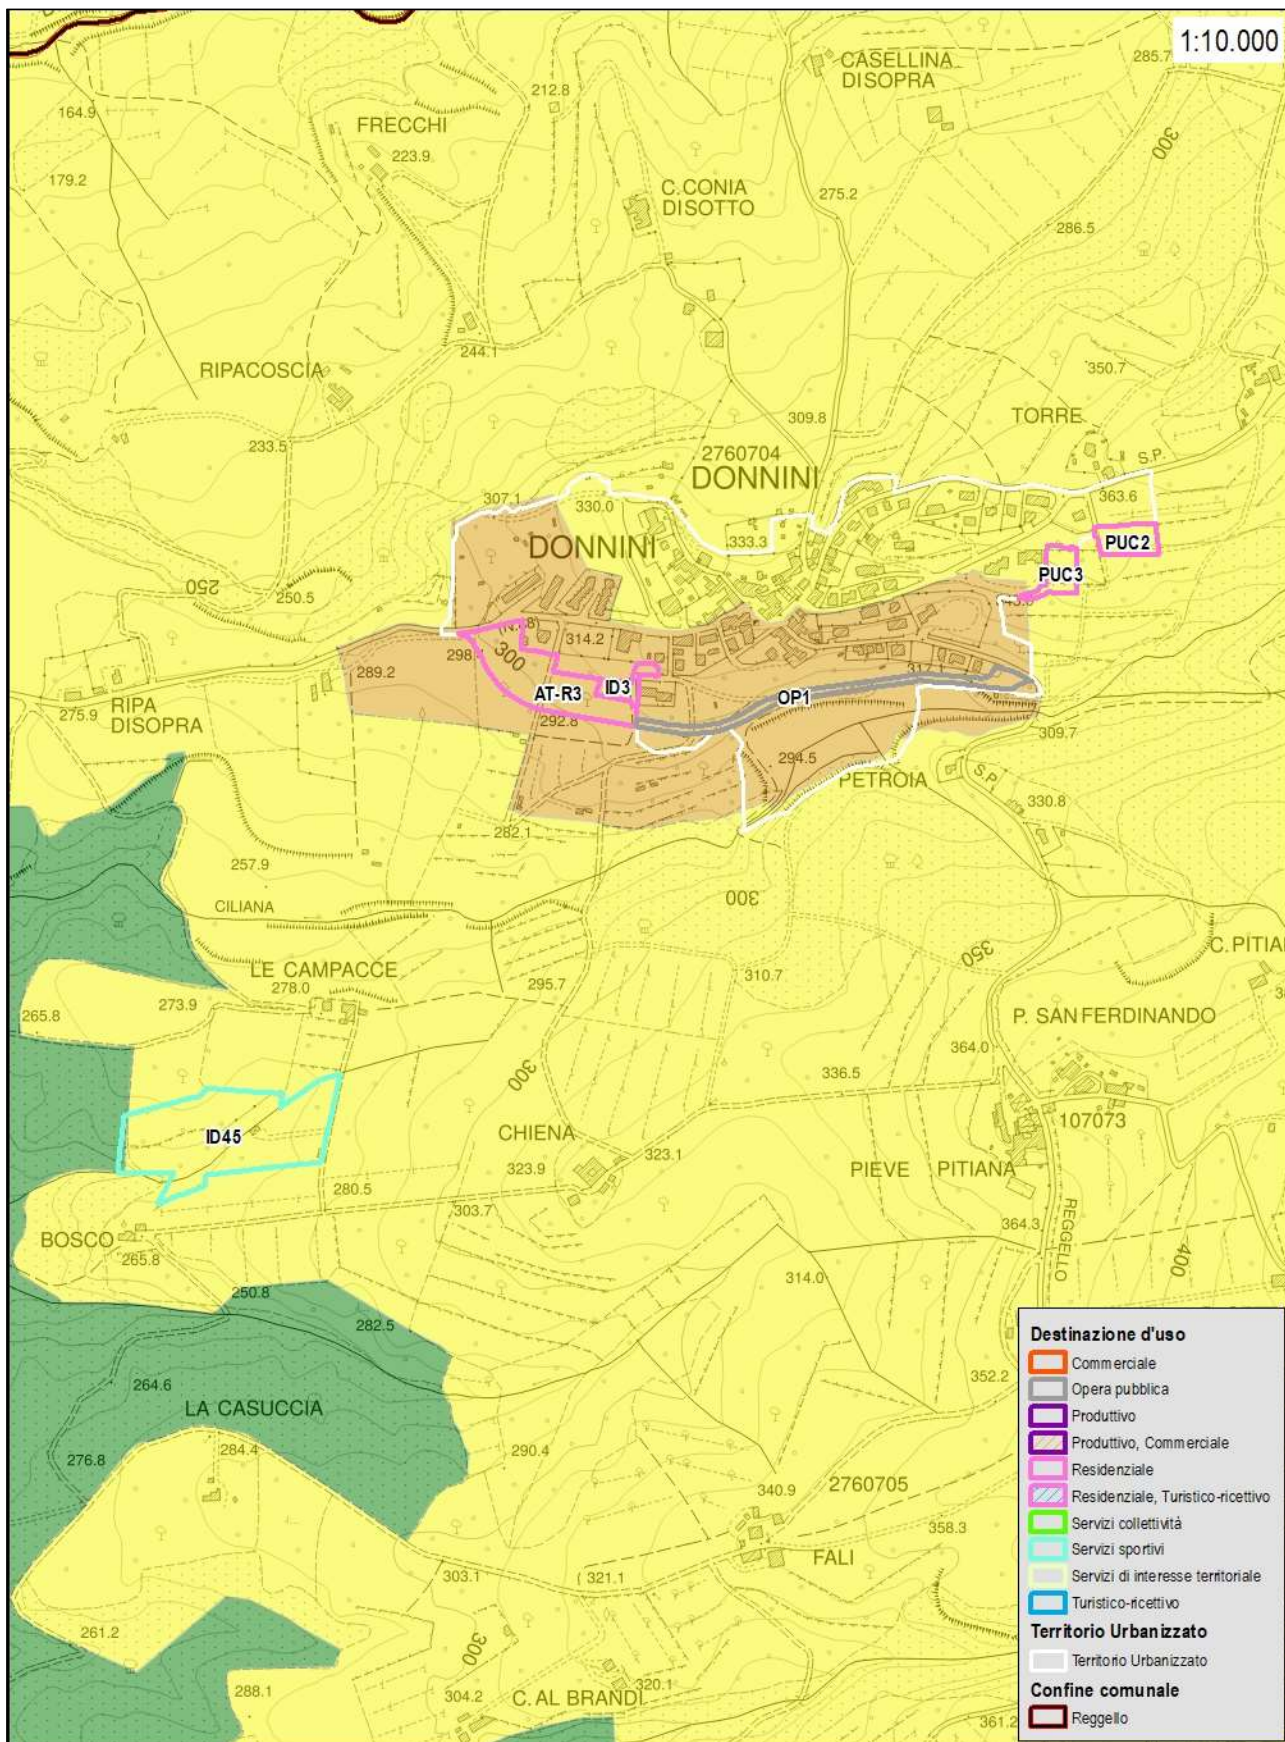 1:10.000
285.7
CASELLINA
DISOPRA
212.8
164.9
FRECCHI
223.9
300
179.2
C.CONIA
DISOTTO
275.2
286.5
244.1
RIPACOSCIA
350.7
309.8
TORRE
233.5
2760704
DONNINI
S.P.
363.6
307.1
330.0
333.3
DONNINI
PUC2
PUC3
250
250.5
314.2
298.
300
289.2
317.1
AT-R3
ID3
OP1
RIPA
DISOPRA
275.9
292.8
309.7
294.5
S.P.
PETROIA
330.8
282.1
257.9
300
CILIANA
350
C. PITIA
LE CAMPACCE
278.0
295.7
310.7
273.9
265.8
P. SAN FERDINANDO
364.0
300
336.5
107073
ID45
CHIENA
323.9
323.1
PIEVE PITIANA
280.5
303.7
364.3
REGGELLO
BOSCO
265.8
400
314.0
250.8
282.5
352.2
264.6
LA CASUCCIA
284.4
276.8
290.4
340.9
2760705
358.3
FALI
303.1
321.1
261.2
300
288.1
304.2
C. AL BRANDI
320.1
361.2
Destinazione d'uso
Commerciale
Opera pubblica
Produttivo
Produttivo, Commerciale
Residenziale
Residenziale, Turistico-ricettivo
Servizi collettività
Servizi sportivi
Servizi di interesse territoriale
Turistico-ricettivo
Territorio Urbanizzato
Territorio Urbanizzato
Confine comunale
Reggello